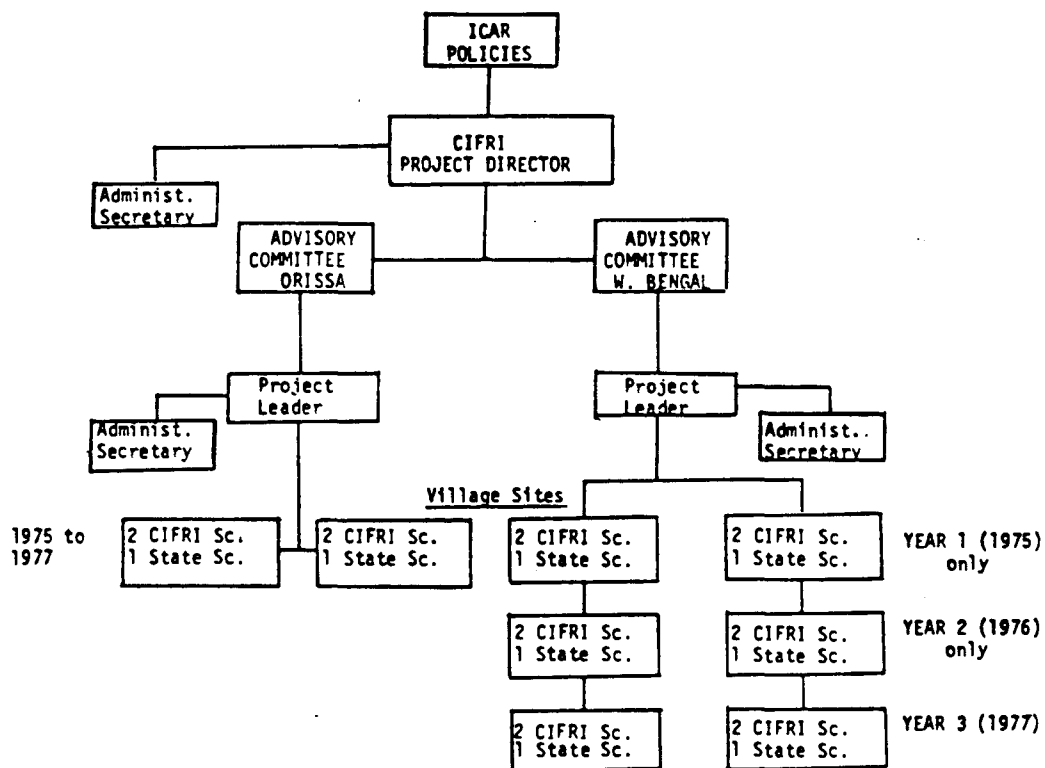 ICAR
POLICIES
CIFRI
PROJECT DIRECTOR
Administ.
Secretary
ADVISORY
COMMITTEE
ORISSA
ADVISORY
COMMITTEE
W. BENGAL
Project
Leader
Project
Leader
Administ.
Secretary
Administ..
Secretary
Village Sites
1975 to
1977
2 CIFRI Sc.
1 State Sc.
2 CIFRI Sc.
1 State Sc.
2 CIFRI Sc.
1 State Sc.
2 CIFRI Sc.
1 State Sc.
YEAR 1 (1975)
only
2 CIFRI Sc.
1 State Sc.
2 CIFRI Sc.
1 State Sc.
YEAR 2 (1976)
only
2 CIFRI Sc.
1 State Sc.
2 CIFRI Sc.
1 State Sc.
YEAR 3 (1977)